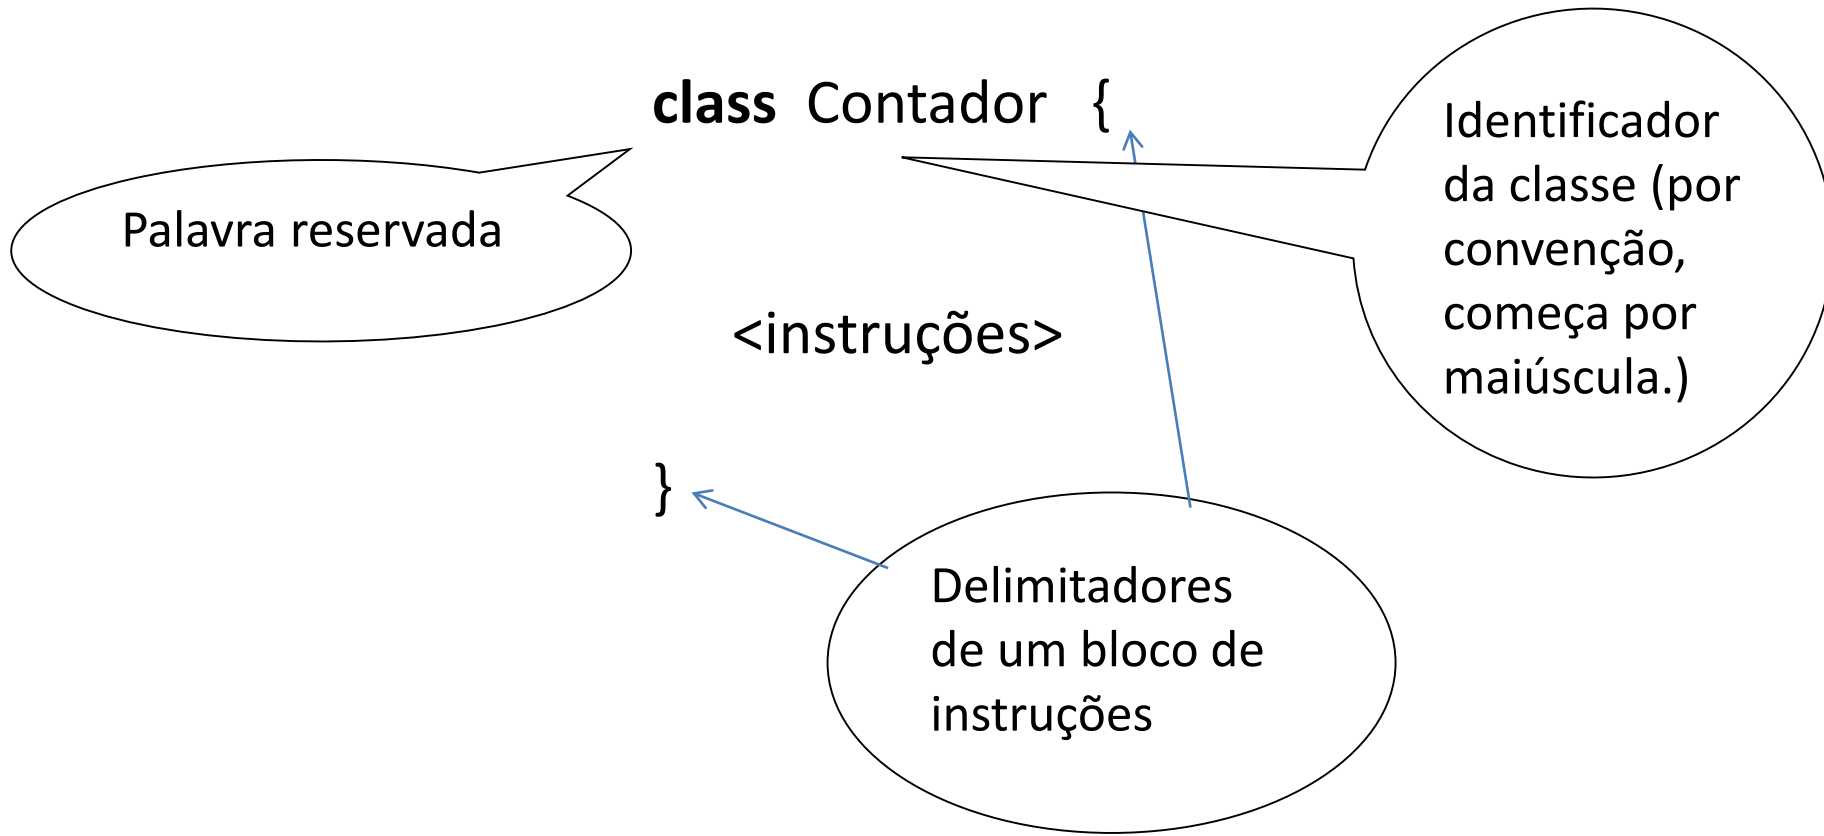 class Contador {
Palavra reservada
Identificador
da classe (por
convenção,
começa por
maiúscula.)
<instruções>
}
Delimitadores
de um bloco de
instruções